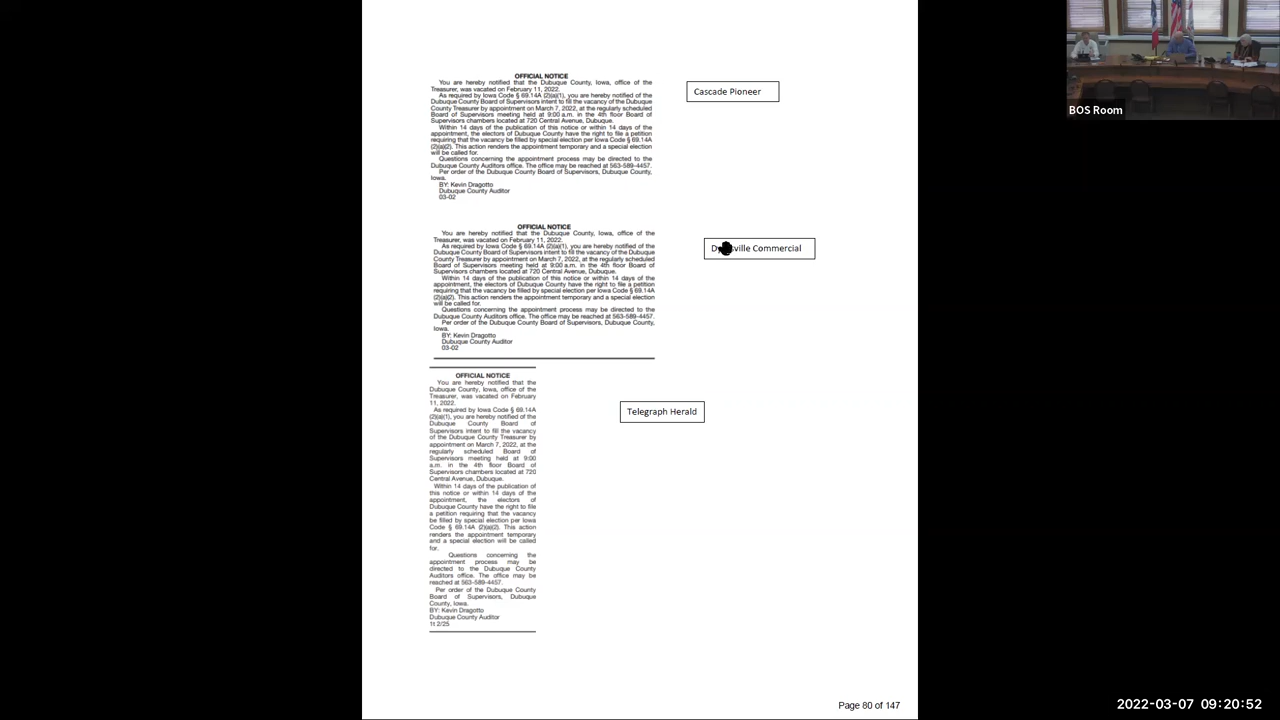 OFFICIAL NOTICE
You are hereby notified that the Dubuque County, Iowa, office of the
Treasurer, was vacated on February 11, 2022.
As required by Iowa Code § 69.14A (2)(a)(1), you are hereby notified of the
Dubuque County Board of Supervisors intent to fill the vacancy of the Dubuque
County Treasurer by appointment on March 7, 2022, at the regularly scheduled
Board of Supervisors meeting held at 9:00 a.m. in the 4th floor Board of
Supervisors chambers located at 720 Central Avenue, Dubuque.
Within 14 days of the publication of this notice or within 14 days of the
appointment, the electors of Dubuque County have the right to file a petition
requiring that the vacancy be filled by special election per Iowa Code § 69.14A
(2)(a)(2). This action renders the appointment temporary and a special election
will be called for.
Questions concerning the appointment process may be directed to the
Dubuque County Auditors office. The office may be reached at 563-589-4457.
Per order of the Dubuque County Board of Supervisors, Dubuque County,
Iowa.
BY: Kevin Dragotto
Dubuque County Auditor
03-02
Cascade Pioneer
OFFICIAL NOTICE
You are hereby notified that the Dubuque County, Iowa, office of the
Treasurer, was vacated on February 11, 2022.
As required by Iowa Code § 69.14A (2)(a)(1), you are hereby notified of the
Dubuque County Board of Supervisors intent to fill the vacancy of the Dubuque
County Treasurer by appointment on March 7, 2022, at the regularly scheduled
Board of Supervisors meeting held at 9:00 a.m. in the 4th floor Board of
Supervisors chambers located at 720 Central Avenue, Dubuque.
Within 14 days of the publication of this notice or within 14 days of the
appointment, the electors of Dubuque County have the right to file a petition
requiring that the vacancy be filled by special election per Iowa Code § 69.14A
(2)(a)(2). This action renders the appointment temporary and a special election
will be called for.
Questions concerning the appointment process may be directed to the
Dubuque County Auditors office. The office may be reached at 563-589-4457.
Per order of the Dubuque County Board of Supervisors, Dubuque County,
Iowa.
BY: Kevin Dragotto
Dubuque County Auditor
03-02
Commercial
OFFICIAL NOTICE
You are hereby notified that the
Dubuque County, Iowa, office of the
Treasurer, was vacated on February
11, 2022.
As required by Iowa Code § 69.14A
(2)(a)(1), you are hereby notified of the
Dubuque County Board of
Supervisors intent to fill the vacancy
of the Dubuque County Treasurer by
appointment on March 7, 2022, at the
regularly scheduled Board of
Supervisors meeting held at 9:00
a.m. in the 4th floor Board of
Supervisors chambers located at 720
Central Avenue, Dubuque.
Within 14 days of the publication of
this notice or within 14 days of the
appointment, the electors of
Dubuque County have the right to file
a petition requiring that the vacancy
be filled by special election per Iowa
Code § 69.14A (2)(a)(2). This action
renders the appointment temporary
and a special election will be called
for.
Questions concerning the
appointment process may be
directed to the Dubuque County
Auditors office. The office may be
reached at 563-589-4457.
Per order of the Dubuque County
Board of Supervisors, Dubuque
County, Iowa.
BY: Kevin Dragotto
Dubuque County Auditor
1t 2/25
Telegraph Herald
Page 80 of 147
BOS Room
2022-03-07 09:20:52